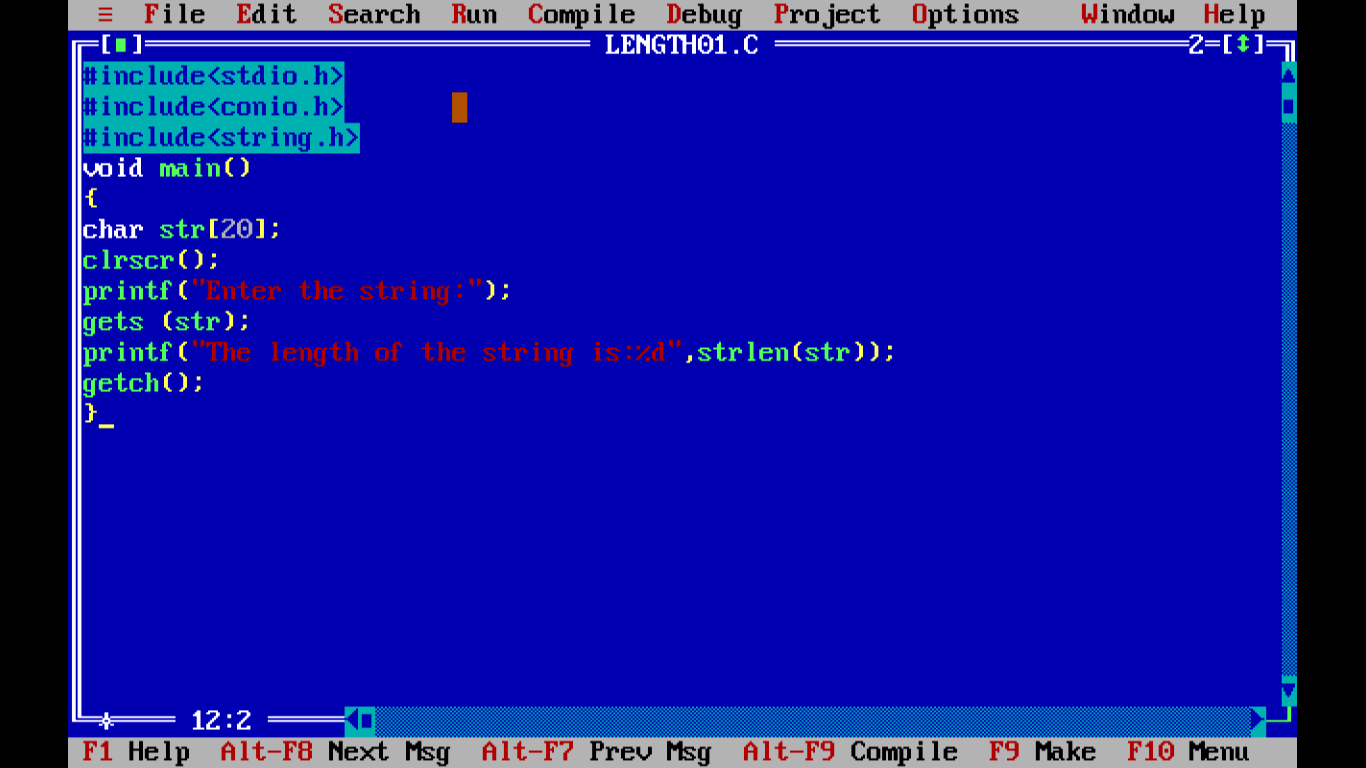 ≡ File Edit Search Run Compile Debug Project Options Window Help
[■] LENGTH01.C 2=[↕]
#include<stdio.h>
#include<conio.h>
#include<string.h>
void main()
{
char str[20];
clrscr();
printf("Enter the string:");
gets (str);
printf("The length of the string is:%d",strlen(str));
getch();
}
12:2
F1 Help Alt-F8 Next Msg Alt-F7 Prev Msg Alt-F9 Compile F9 Make F10 Menu